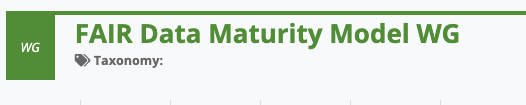 WG
FAIR Data Maturity Model WG
Taxonomy: